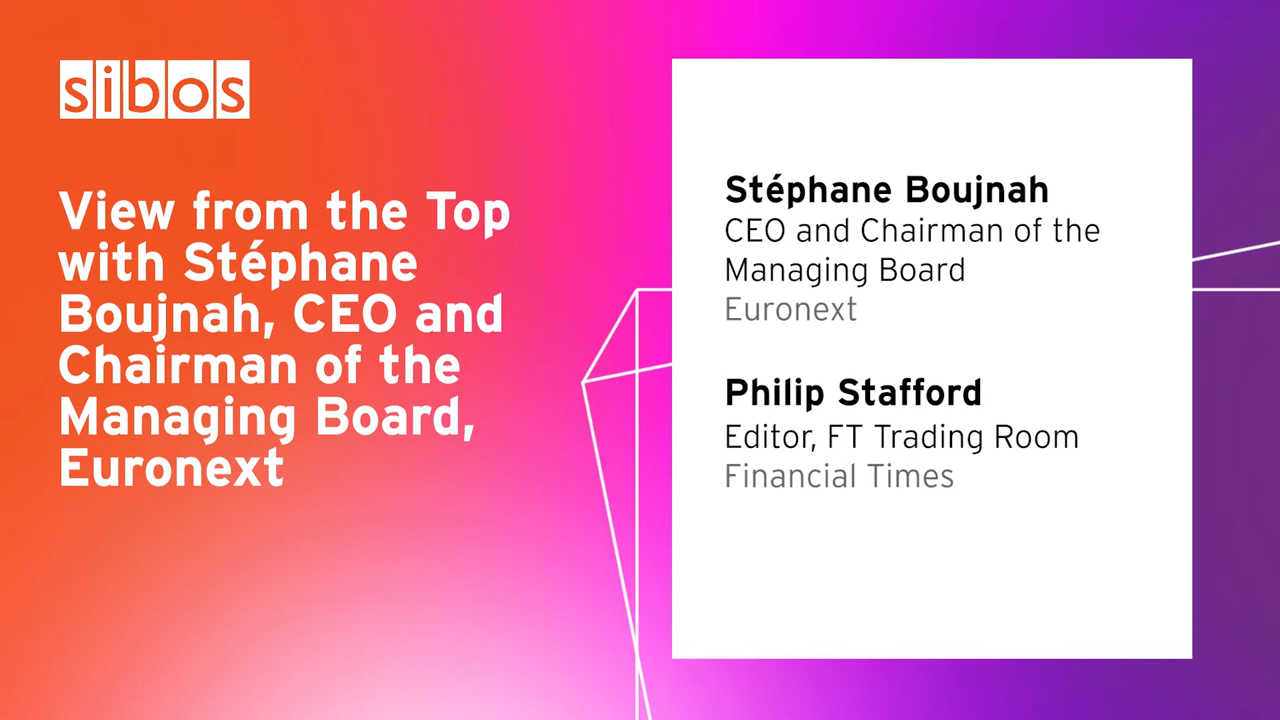 sibos
View from the Top
with Stéphane
Boujnah, CEO and
Chairman of the
Managing Board,
Euronext
Stéphane Boujnah
CEO and Chairman of the
Managing Board
Euronext
Philip Stafford
Editor, FT Trading Room
Financial Times